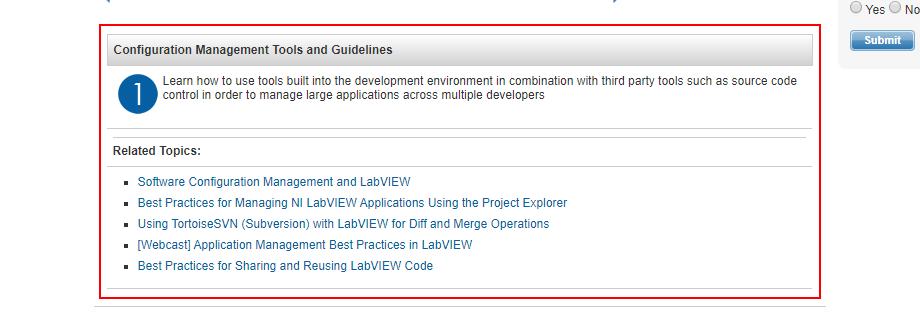 Yes No
Submit
Configuration Management Tools and Guidelines
1
Learn how to use tools built into the development environment in combination with third party tools such as source code
control in order to manage large applications across multiple developers
Related Topics:
Software Configuration Management and LabVIEW
Best Practices for Managing NI LabVIEW Applications Using the Project Explorer
Using TortoiseSVN (Subversion) with LabVIEW for Diff and Merge Operations
[Webcast] Application Management Best Practices in LabVIEW
Best Practices for Sharing and Reusing LabVIEW Code